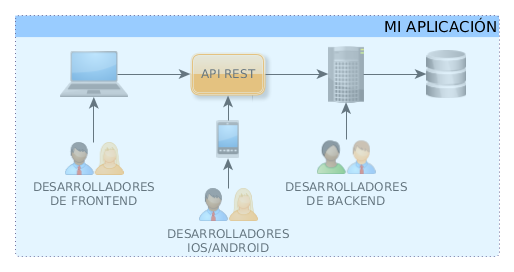 MI APLICACIÓN
API REST
DESARROLLADORES
DE FRONTEND
DESARROLLADORES
DE BACKEND
DESARROLLADORES
IOS/ANDROID